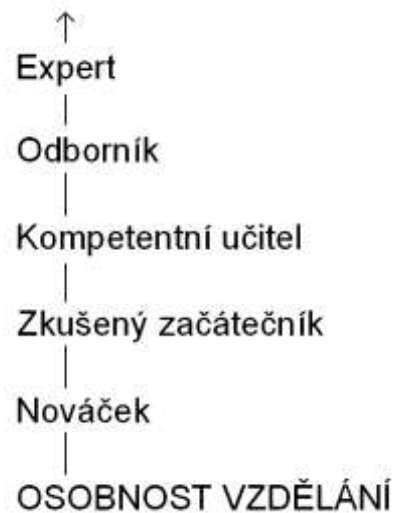 Expert
Odborník
Kompetentní učitel
Zkušený začátečník
Nováček
OSOBNOST VZDĚLÁNÍ